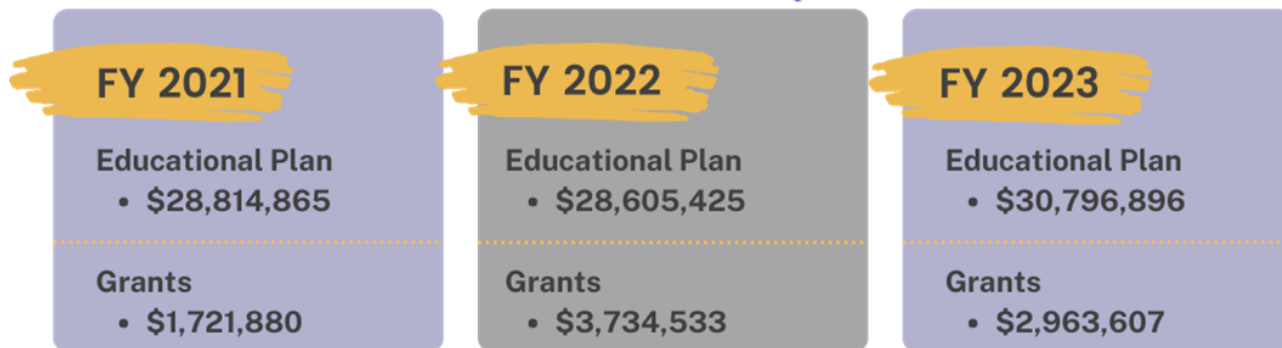 FY 2021
Educational Plan
• $28,814,865
Grants
• $1,721,880
FY 2022
Educational Plan
• $28,605,425
Grants
• $3,734,533
FY 2023
Educational Plan
• $30,796,896
Grants
• $2,963,607